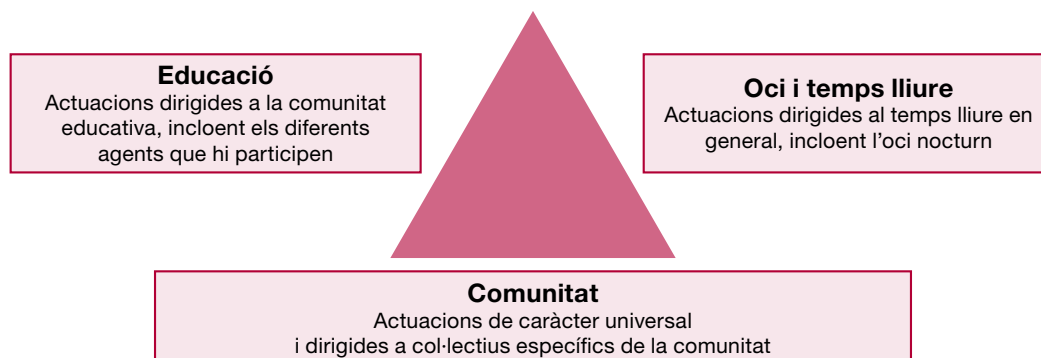 Educació
Actuacions dirigides a la comunitat
educativa, incloent els diferents
agents que hi participen
Oci i temps lliure
Actuacions dirigides al temps lliure en
general, incloent l’oci nocturn
Comunitat
Actuacions de caràcter universal
i dirigides a col·lectius específics de la comunitat